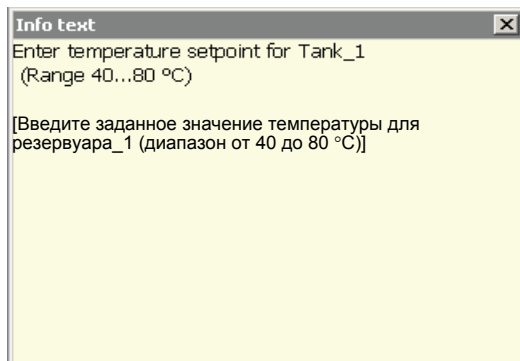 Info text
Enter temperature setpoint for Tank_1
(Range 40...80 ºC)
[Введите заданное значение температуры для
резервуара_1 (диапазон от 40 до 80 °C)]